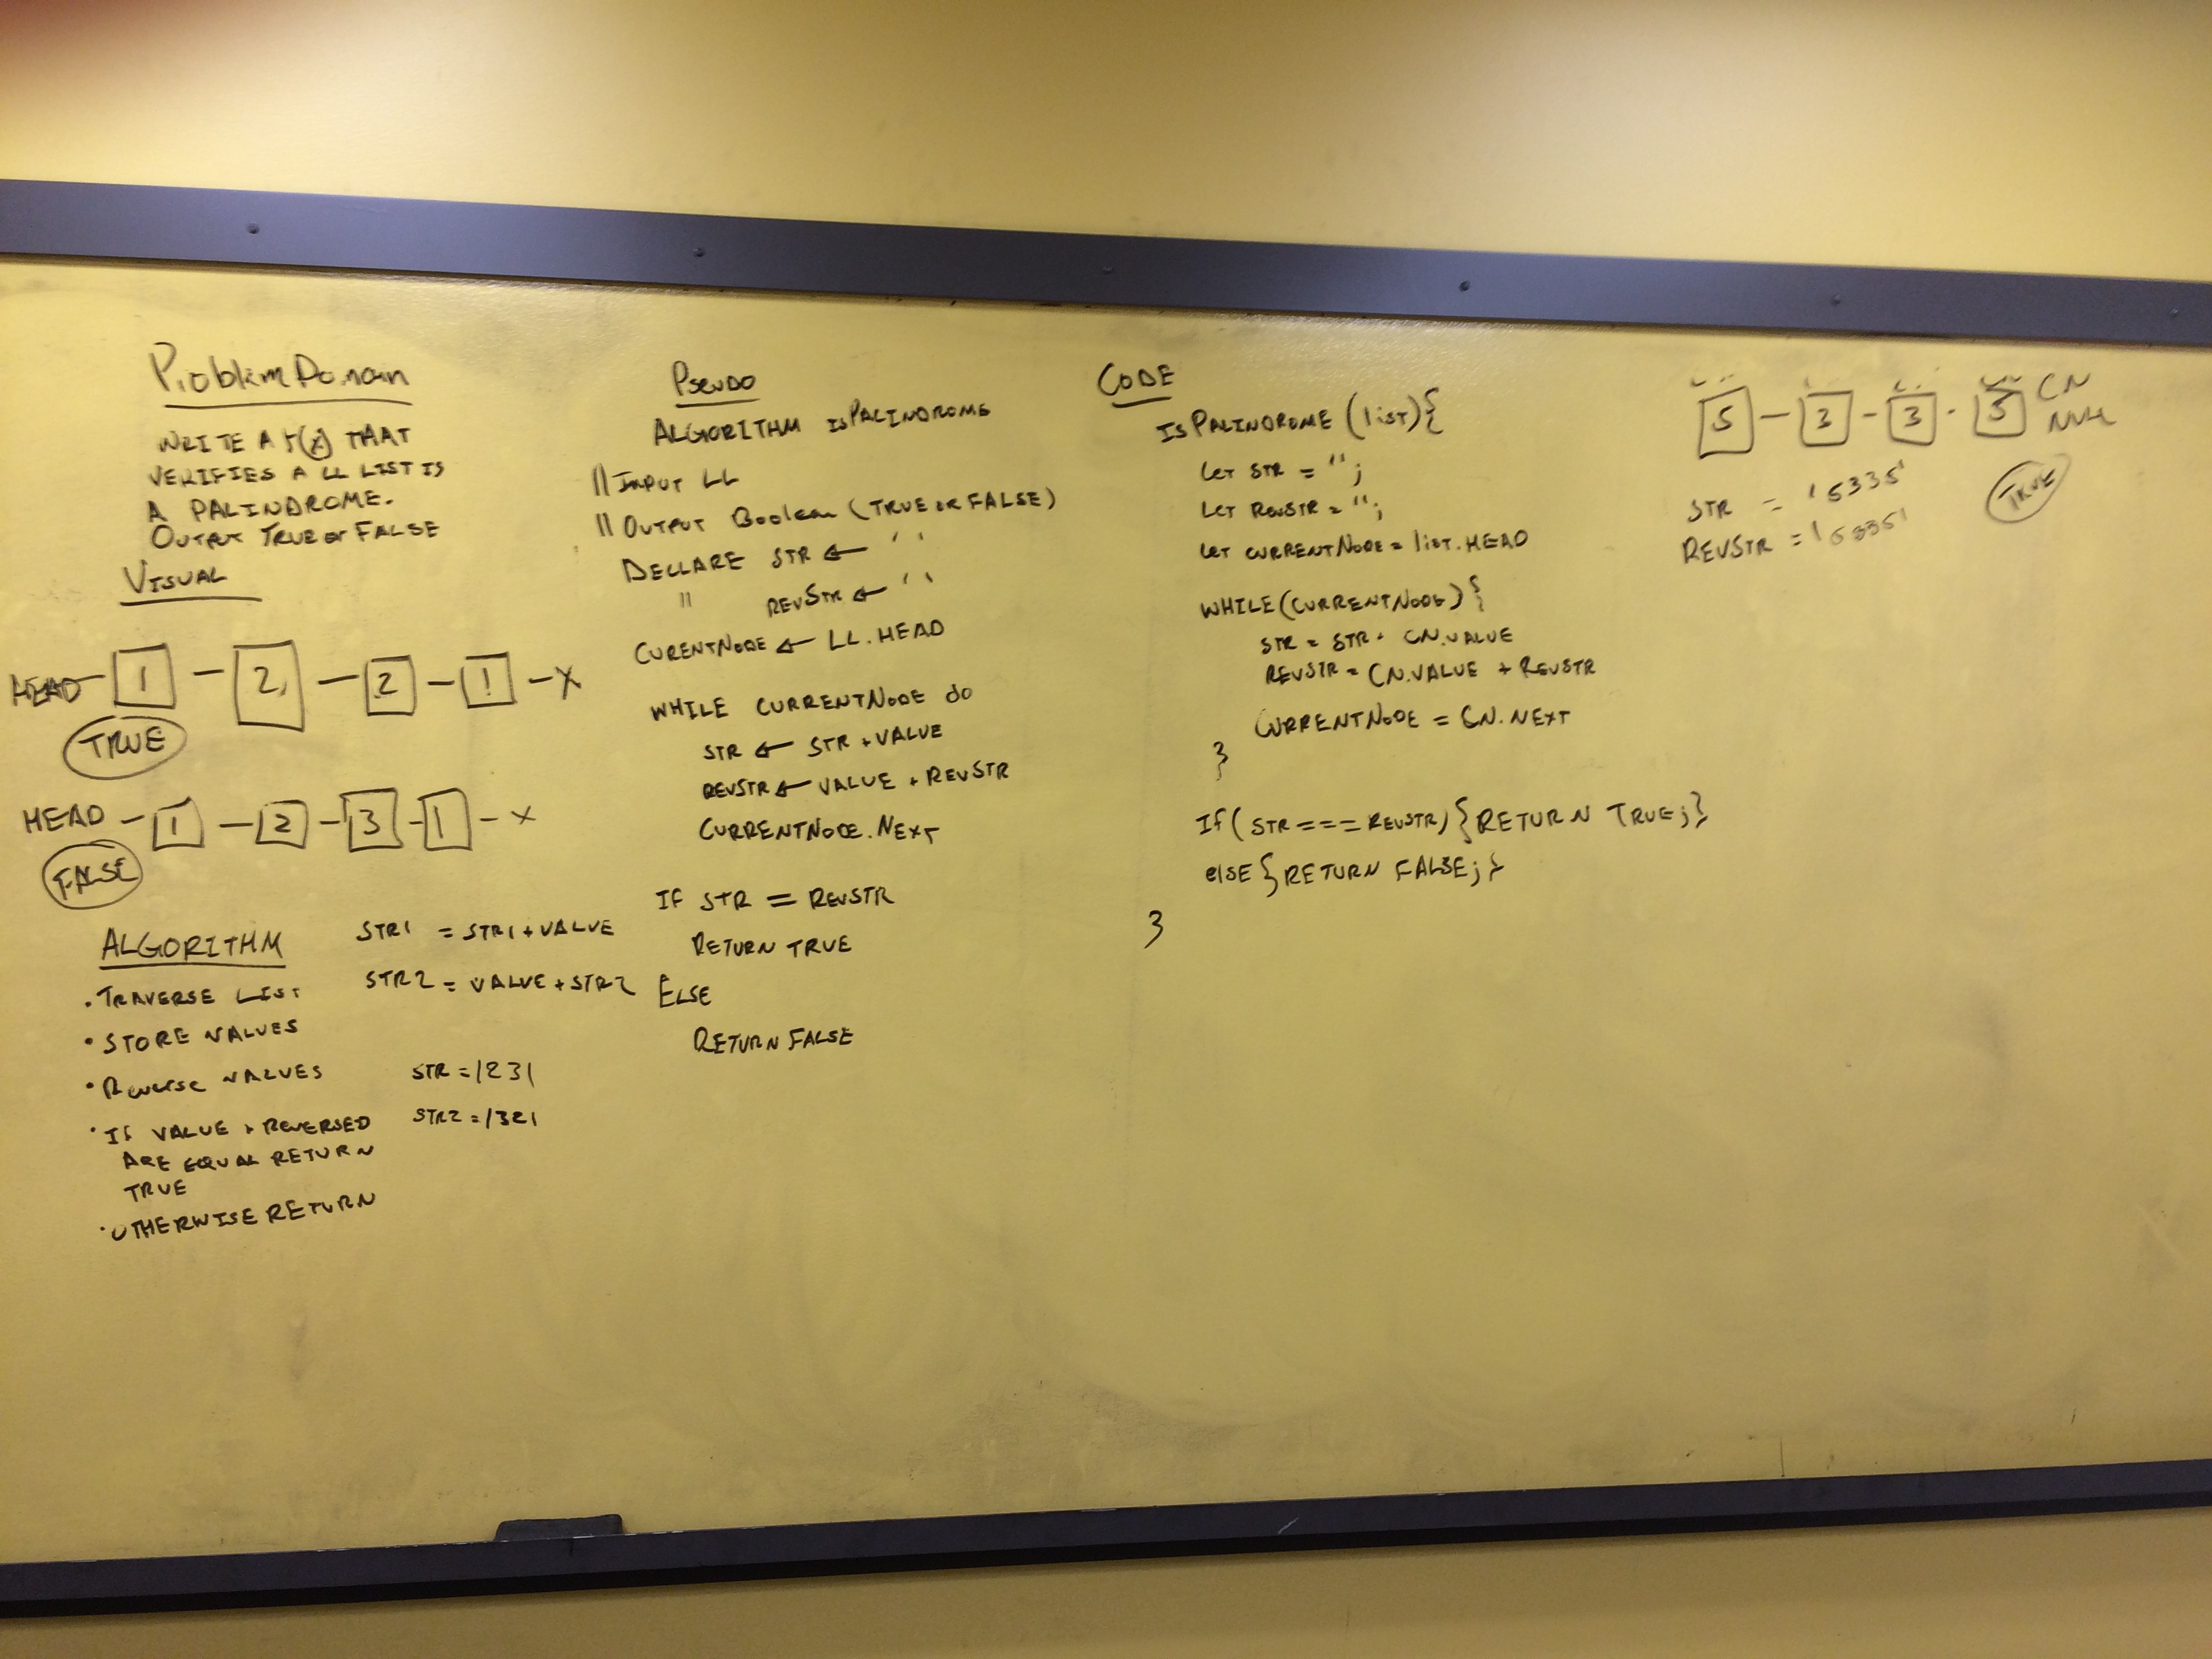 Problem Domain
WRITE A f(x) THAT
VERIFIES A LL LIST IS
A PALINDROME.
OUTPUT TRUE or FALSE
VISUAL
HEAD - 1 - 2 - 2 - 1 - X
TRUE
HEAD - 1 - 2 - 3 - 1 - X
FALSE
ALGORITHM
• TRAVERSE LIST
• STORE VALUES
• Reverse VALUES
• If VALUE + REVERSED
ARE EQUAL RETURN
TRUE
• OTHERWISE RETURN
STR1 = STR1 + VALUE
STR2 = VALUE + STR2
STR = 1231
STR2 = 1321
PSEUDO
ALGORITHM isPALINDROME
|| INPUT LL
|| OUTPUT Boolean (TRUE or FALSE)
DECLARE STR ← ' '
" REVSTR ← ' '
CURENTNODE ← LL.HEAD
WHILE CURRENTNODE do
STR ← STR + VALUE
REVSTR ← VALUE + REVSTR
CURRENTNODE.NEXT
IF STR = REVSTR
RETURN TRUE
ELSE
RETURN FALSE
CODE
ISPALINDROME (list){
Let STR = '';
Let REVSTR = '';
Let CURRENTNODE = list.HEAD
WHILE(CURRENTNODE){
STR = STR + CN.VALUE
REVSTR = CN.VALUE + REVSTR
CURRENTNODE = CN.NEXT
}
If( STR === REVSTR) {RETURN TRUE;}
else {RETURN FALSE;}
}
5 - 3 - 3 - 5 CN
NULL
STR = '5335'
REVSTR = '5335'
TRUE